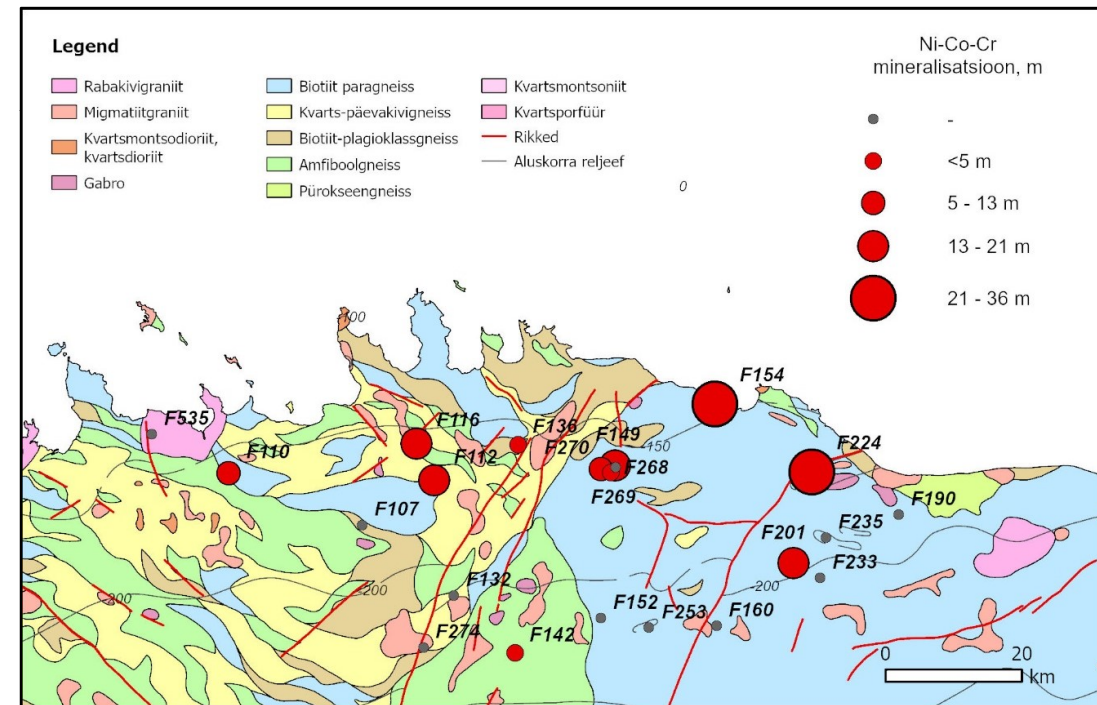 Legend
Rabakivigraniit
Migmatiitgraniit
Kvartsmontsodioriit,
kvartsdioriit
Gabro
Biotiit paragneiss
Kvarts-päevakivigneiss
Biotiit-plagioklassgneiss
Amfiboolgneiss
Pürokseengneiss
Kvartsmontsoniit
Kvartsporfüür
Rikked
Aluskorra reljeef
Ni-Co-Cr
mineralisatsioon, m
-
<5 m
5 - 13 m
13 - 21 m
21 - 36 m
0
-100
F154
F535
F116
F136
F149
-150
F224
F110
F112
F270
F268
F269
F190
F107
F201
F235
F233
-200
-200
-200
F132
F152
F253
F160
F274
F142
0 20
km